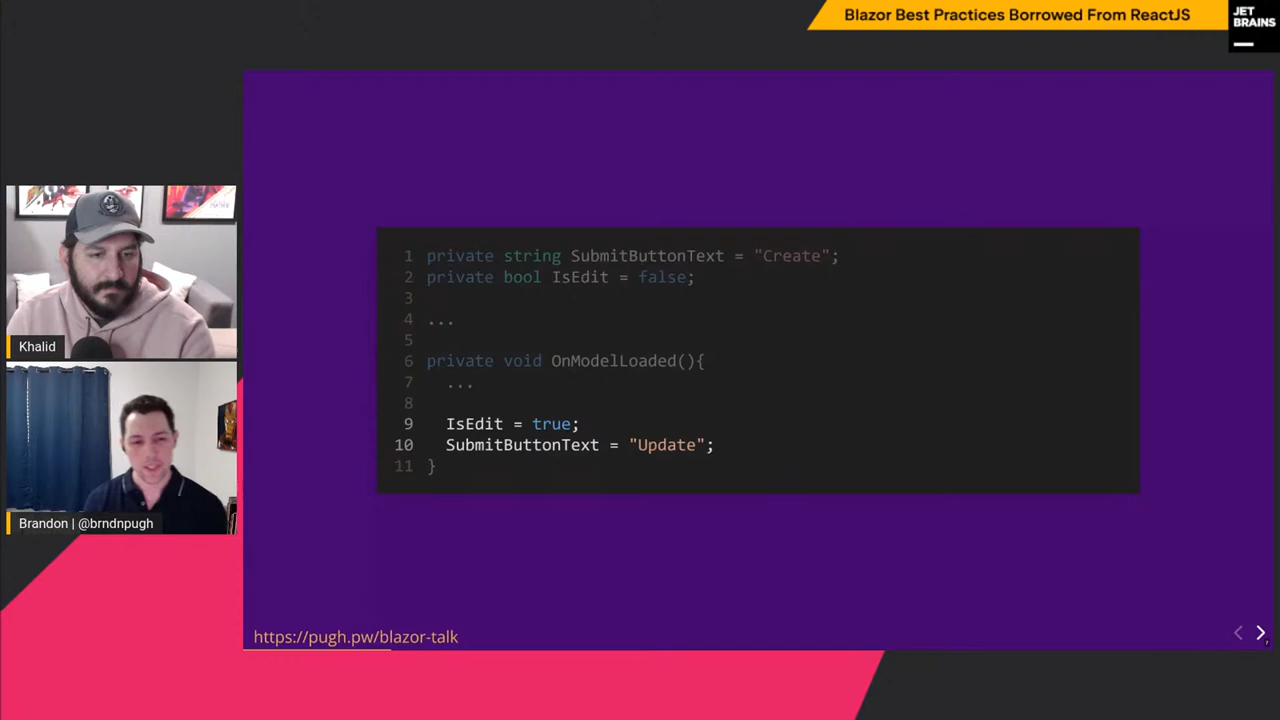 Blazor Best Practices Borrowed From ReactJS
JET
BRAINS
1 private string SubmitButtonText = "Create";
2 private bool IsEdit = false;
3
4 ...
5
6 private void OnModelLoaded(){
7 ...
8
9 IsEdit = true;
10 SubmitButtonText = "Update";
11 }
Khalid
Brandon | @brndnpugh
https://pugh.pw/blazor-talk